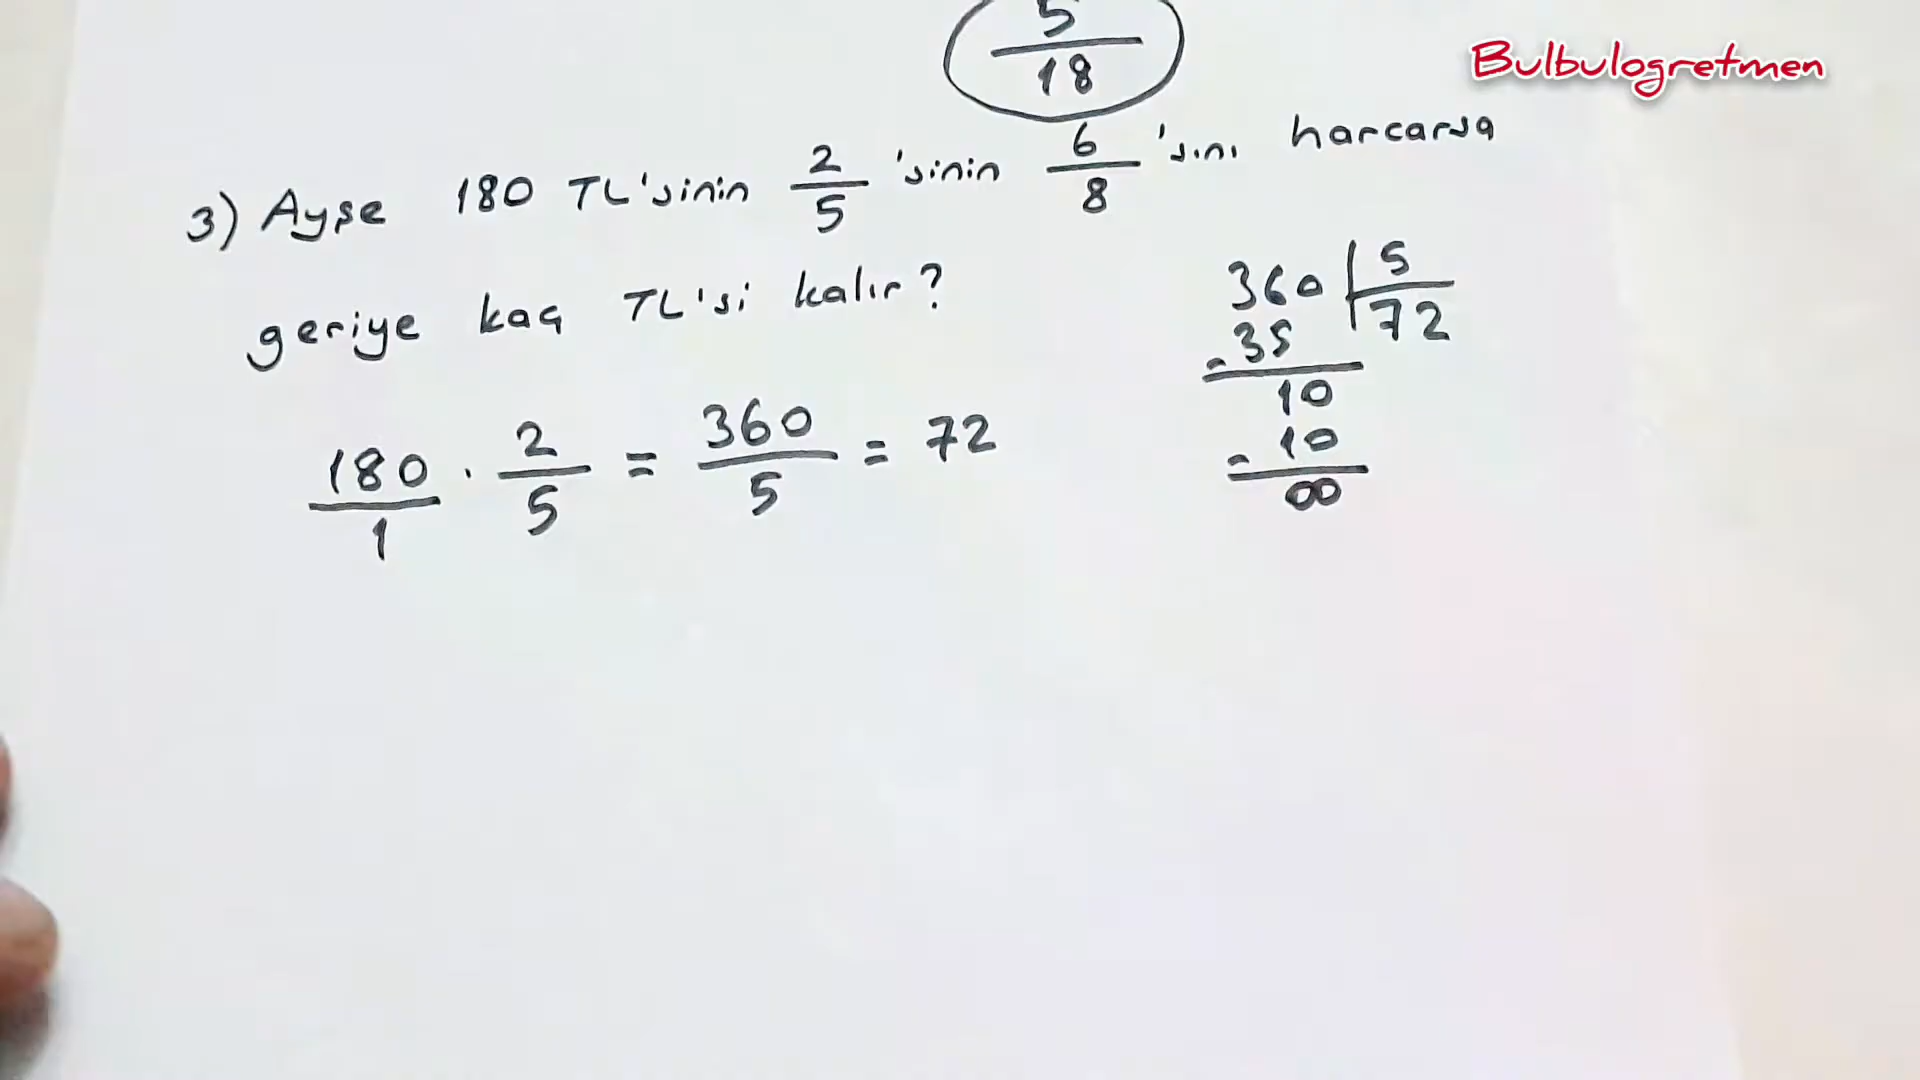 5/18
Bulbulogretmen
3) Ayşe 180 TL'sinin 2/5 'sinin 6/8 'sını harcarsa
geriye kaç TL'si kalır?
180/1 . 2/5 = 360/5 = 72
360 | 5
- 35 72
10
- 10
00